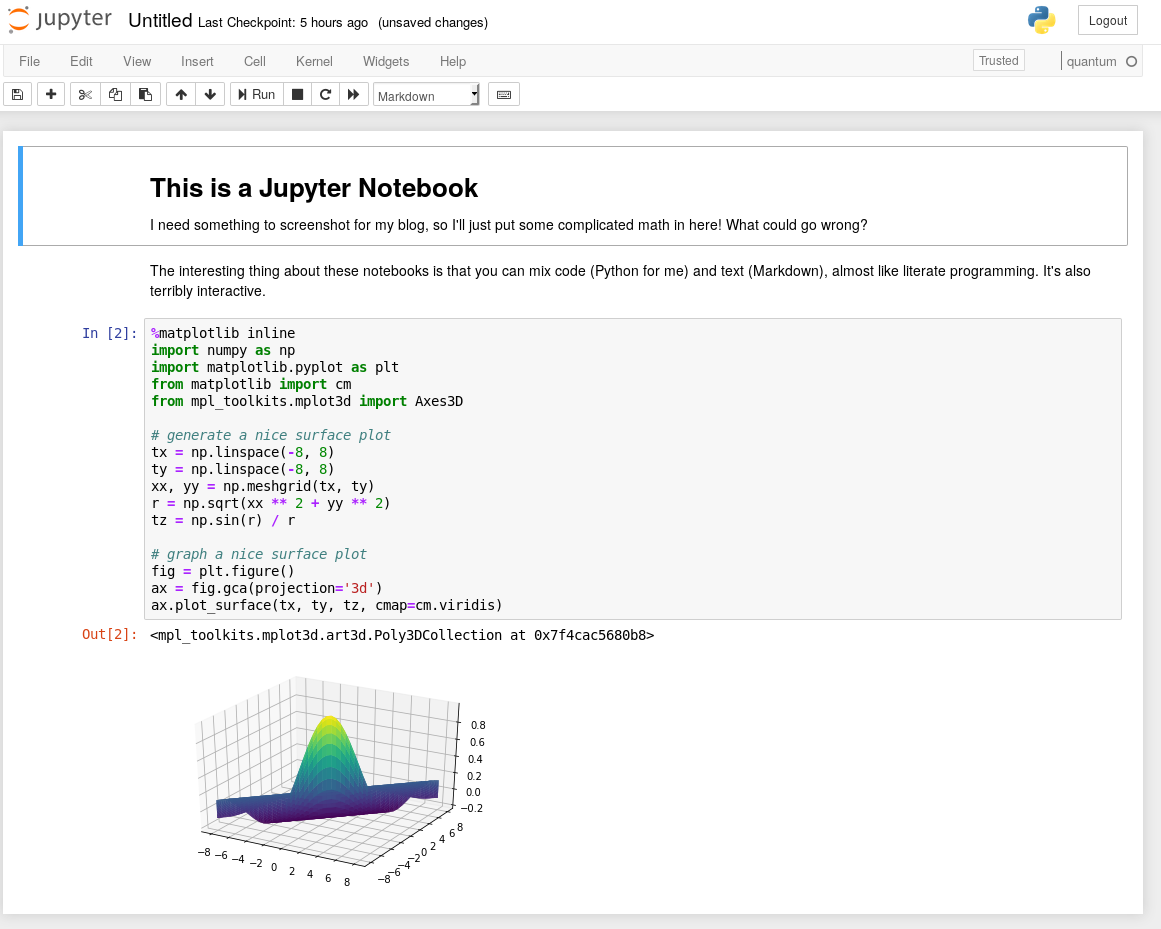 jupyter Untitled Last Checkpoint: 5 hours ago (unsaved changes) Logout
File Edit View Insert Cell Kernel Widgets Help Trusted quantum
Run Markdown
This is a Jupyter Notebook
I need something to screenshot for my blog, so I'll just put some complicated math in here! What could go wrong?
The interesting thing about these notebooks is that you can mix code (Python for me) and text (Markdown), almost like literate programming. It's also
terribly interactive.
In [2]: %matplotlib inline
import numpy as np
import matplotlib.pyplot as plt
from matplotlib import cm
from mpl_toolkits.mplot3d import Axes3D
# generate a nice surface plot
tx = np.linspace(-8, 8)
ty = np.linspace(-8, 8)
xx, yy = np.meshgrid(tx, ty)
r = np.sqrt(xx ** 2 + yy ** 2)
tz = np.sin(r) / r
# graph a nice surface plot
fig = plt.figure()
ax = fig.gca(projection='3d')
ax.plot_surface(tx, ty, tz, cmap=cm.viridis)
Out[2]: <mpl_toolkits.mplot3d.art3d.Poly3DCollection at 0x7f4cac5680b8>
0.8
0.6
0.4
0.2
0.0
−0.2
−8 −6 −4 −2 0 2 4 6 8
−8 −6 −4 −2 0 2 4 6 8